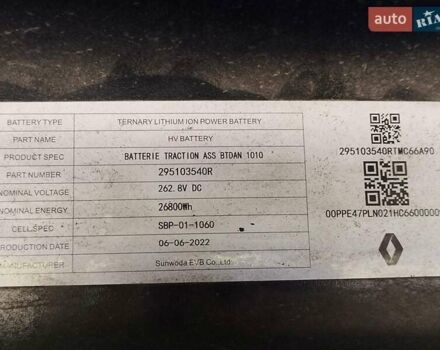 auto RIA
BATTERY TYPE TERNARY LITHIUM ION POWER BATTERY
PART NAME HV BATTERY
PRODUCT SPEC BATTERIE TRACTION ASS BTDAN 1010
PART NUMBER 295103540R
NOMINAL VOLTAGE 262.8V DC
NOMINAL ENERGY 26800Wh
CELL SPEC SBP-01-1060
PRODUCTION DATE 06-06-2022
MANUFACTURER Sunwoda EVB Co.,Ltd
295103540RTMC66A90
00PPE47PLN021HC6600000